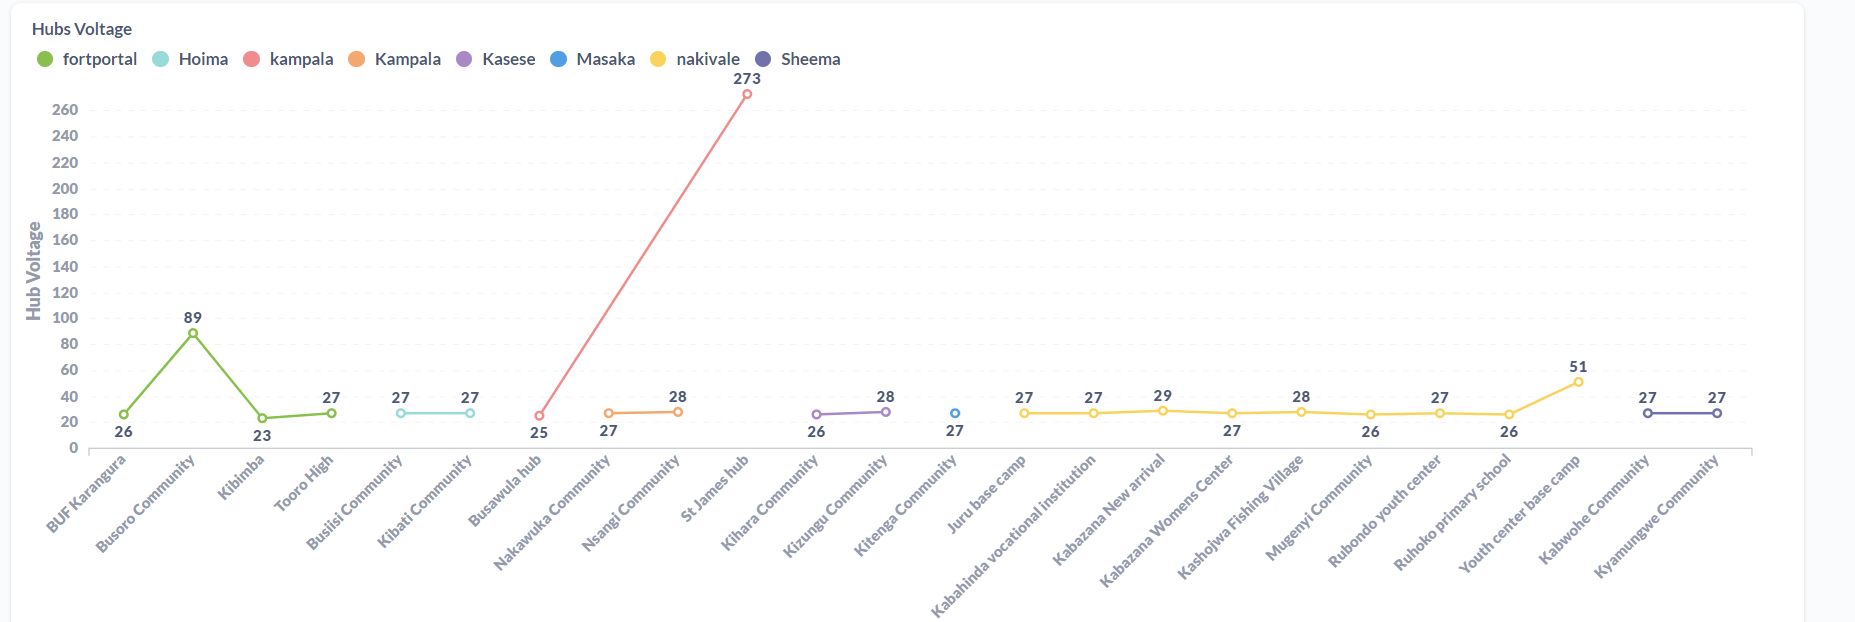 Hubs Voltage
fortportal Hoima kampala Kampala Kasese Masaka nakivale Sheema
273
260
240
220
200
180
160
140
120
100
80
60
40
20
0
Hub Voltage
26 89 23 27 27 27 25 27 28 26 28 27 27 27 29 27 28 26 27 26 51 27 27
BUF Karangura
Busoro Community
Kibimba
Tooro High
Busiisi Community
Kibati Community
Busawula hub
Nakawuka Community
Nsangi Community
St James hub
Kihara Community
Kizungu Community
Kitenga Community
Juru base camp
Kabahinda vocational institution
Kabazana New arrival
Kabazana Womens Center
Kashojwa Fishing Village
Mugenyi Community
Rubondo youth center
Ruhoko primary school
Youth center base camp
Kabwohe Community
Kyamungwe Community